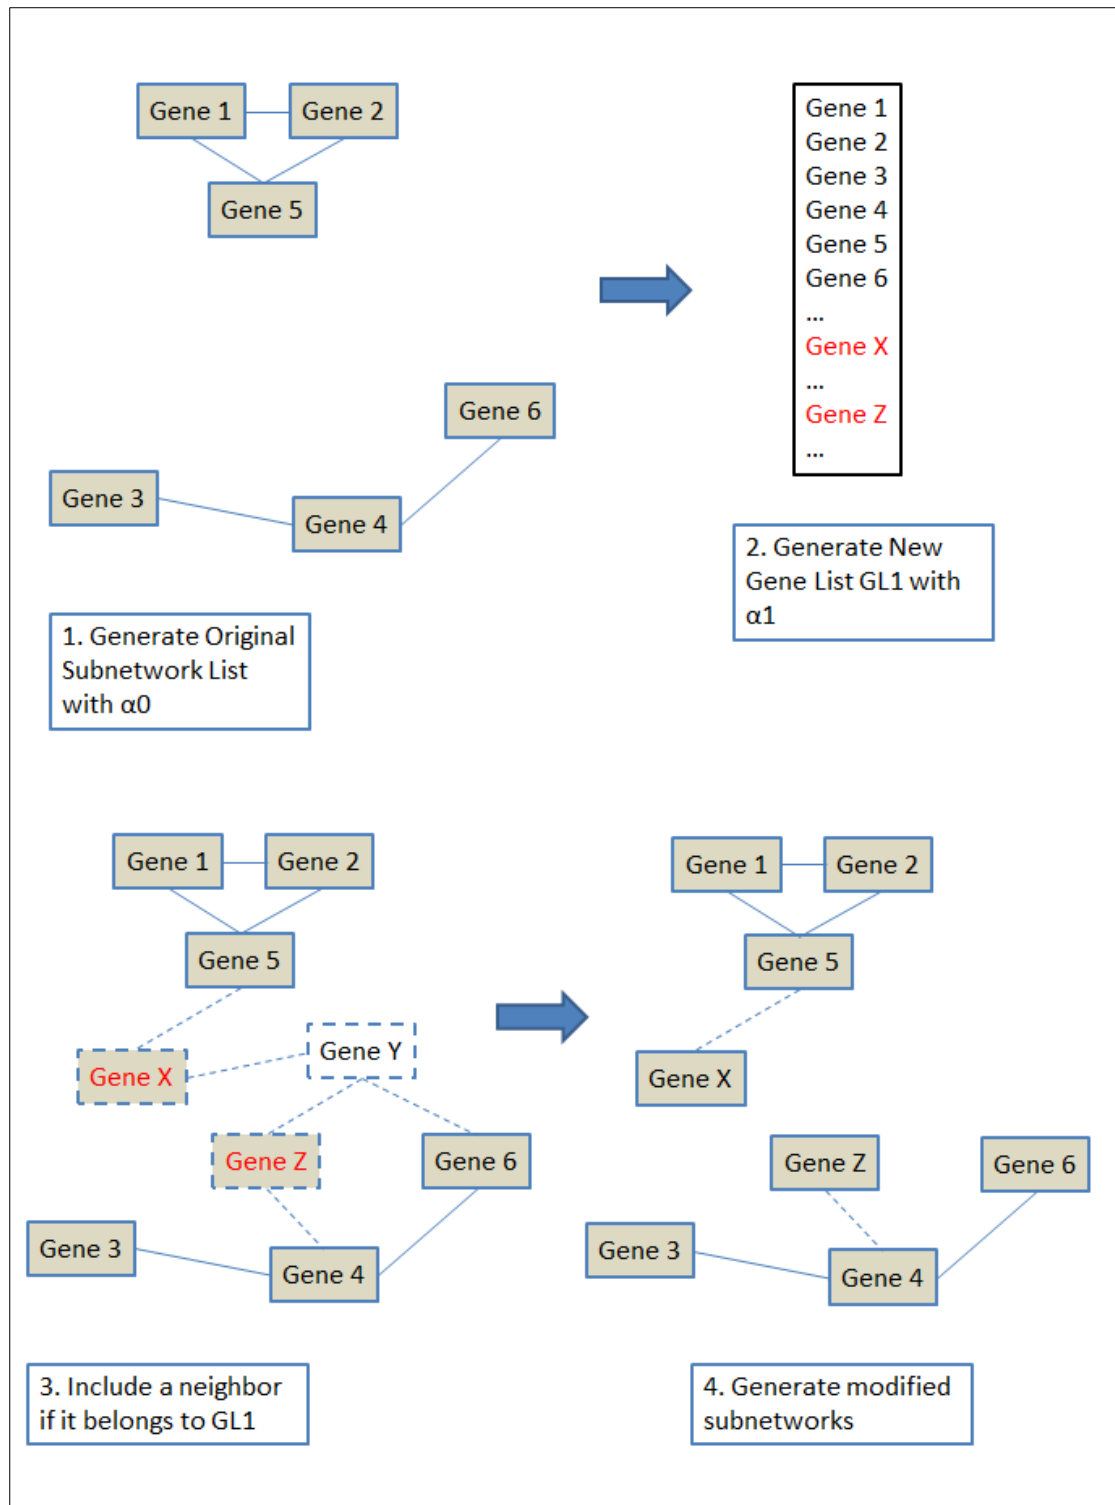 Gene 1
Gene 2
Gene 5
Gene 6
Gene 3
Gene 4
1. Generate Original
Subnetwork List
with α0
Gene 1
Gene 2
Gene 3
Gene 4
Gene 5
Gene 6
...
Gene X
...
Gene Z
...
2. Generate New
Gene List GL1 with
α1
Gene 1
Gene 2
Gene 5
Gene Y
Gene X
Gene Z
Gene 6
Gene 3
Gene 4
3. Include a neighbor
if it belongs to GL1
Gene 1
Gene 2
Gene 5
Gene X
Gene Z
Gene 6
Gene 3
Gene 4
4. Generate modified
subnetworks